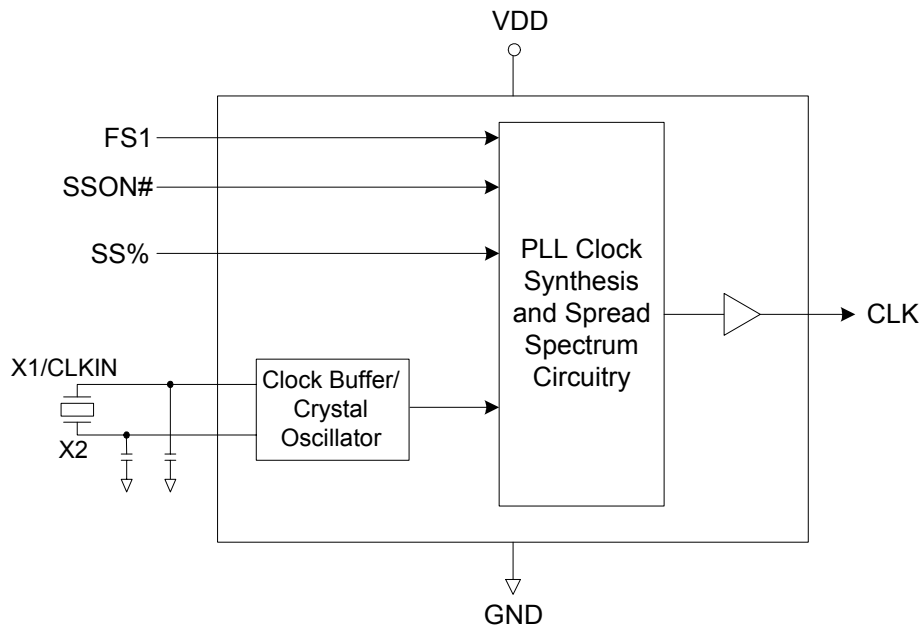 VDD
FS1
SSON#
SS%
PLL Clock
Synthesis
and Spread
Spectrum
Circuitry
CLK
X1/CLKIN
X2
Clock Buffer/
Crystal
Oscillator
GND